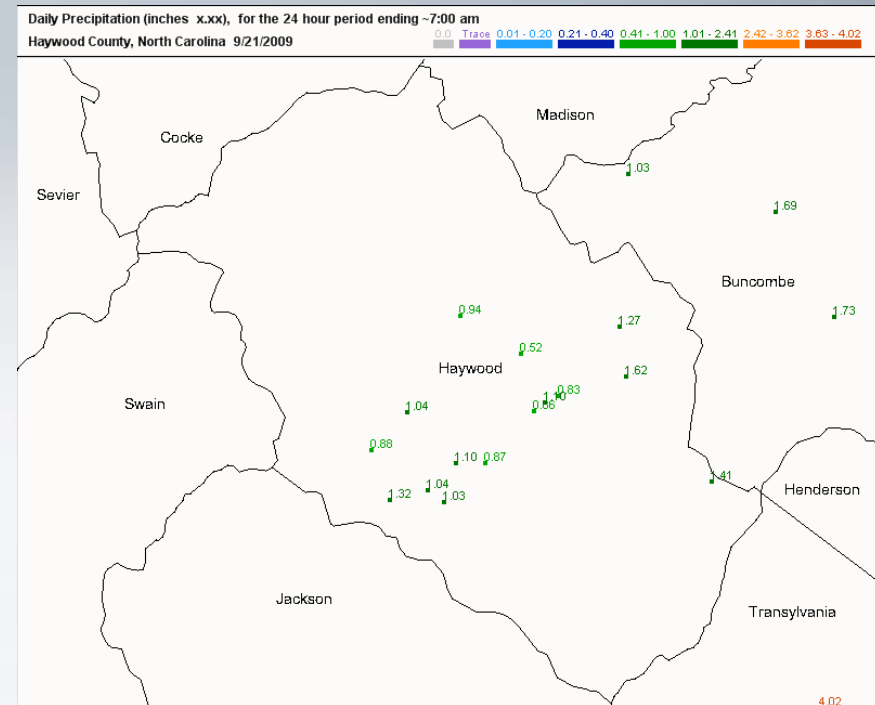 Daily Precipitation (inches x.xx), for the 24 hour period ending ~7:00 am
Haywood County, North Carolina 9/21/2009
0.0 Trace 0.01 - 0.20 0.21 - 0.40 0.41 - 1.00 1.01 - 2.41 2.42 - 3.62 3.63 - 4.02
Madison
Cocke
1.03
Sevier
1.69
Buncombe
0.94
1.73
1.27
0.52
Haywood
1.62
0.83
1.10
Swain
1.04
0.88
1.10 0.87
1.41
1.04
Henderson
1.32
1.03
Jackson
Transylvania
4.02